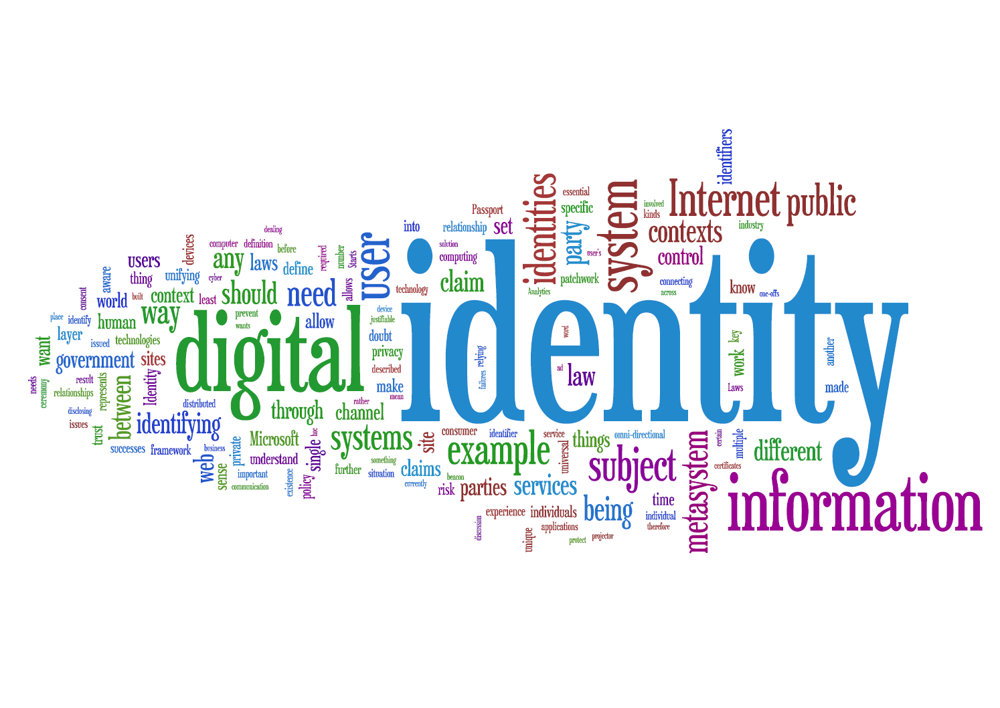 identifiers
identities
essential
specific
system
involved
kinds
Internet
public
Passport
set
relationship
into
party
contexts
industry
dealing
computer
definition
before
devices
required
number
Starts
user
solution
computing
user's
control
users
any
laws
define
claim
patchwork
connecting
know
aware
thing
unifying
cyber
allows
technology
Analytics
across
one-offs
consent
world
built
context
least
should
need
identity
place
identify
human
way
prevent
wants
allow
device
justifiable
layer
issued
technologies
digital
doubt
word
key
want
government
sites
privacy
relying
failures
ad
law
work
another
needs
ceremony
result
relationships
represents
between
Identity
described
make
mean
Laws
made
disclosing
issues
distributed
through
rather
channel
trust
identifying
successes
framework
business
web
sense
private
Microsoft
understand
important
communication
existence
policy
single
hoc
systems
further
something
situation
claims
currently
site
consumer
identifier
service
example
universal
things
omni-directional
beacon
risk
parties
services
subject
certain
multiple
metasystem
different
certificates
information
being
time
individual
therefore
experience
individuals
applications
discussion
unique
protect
projector